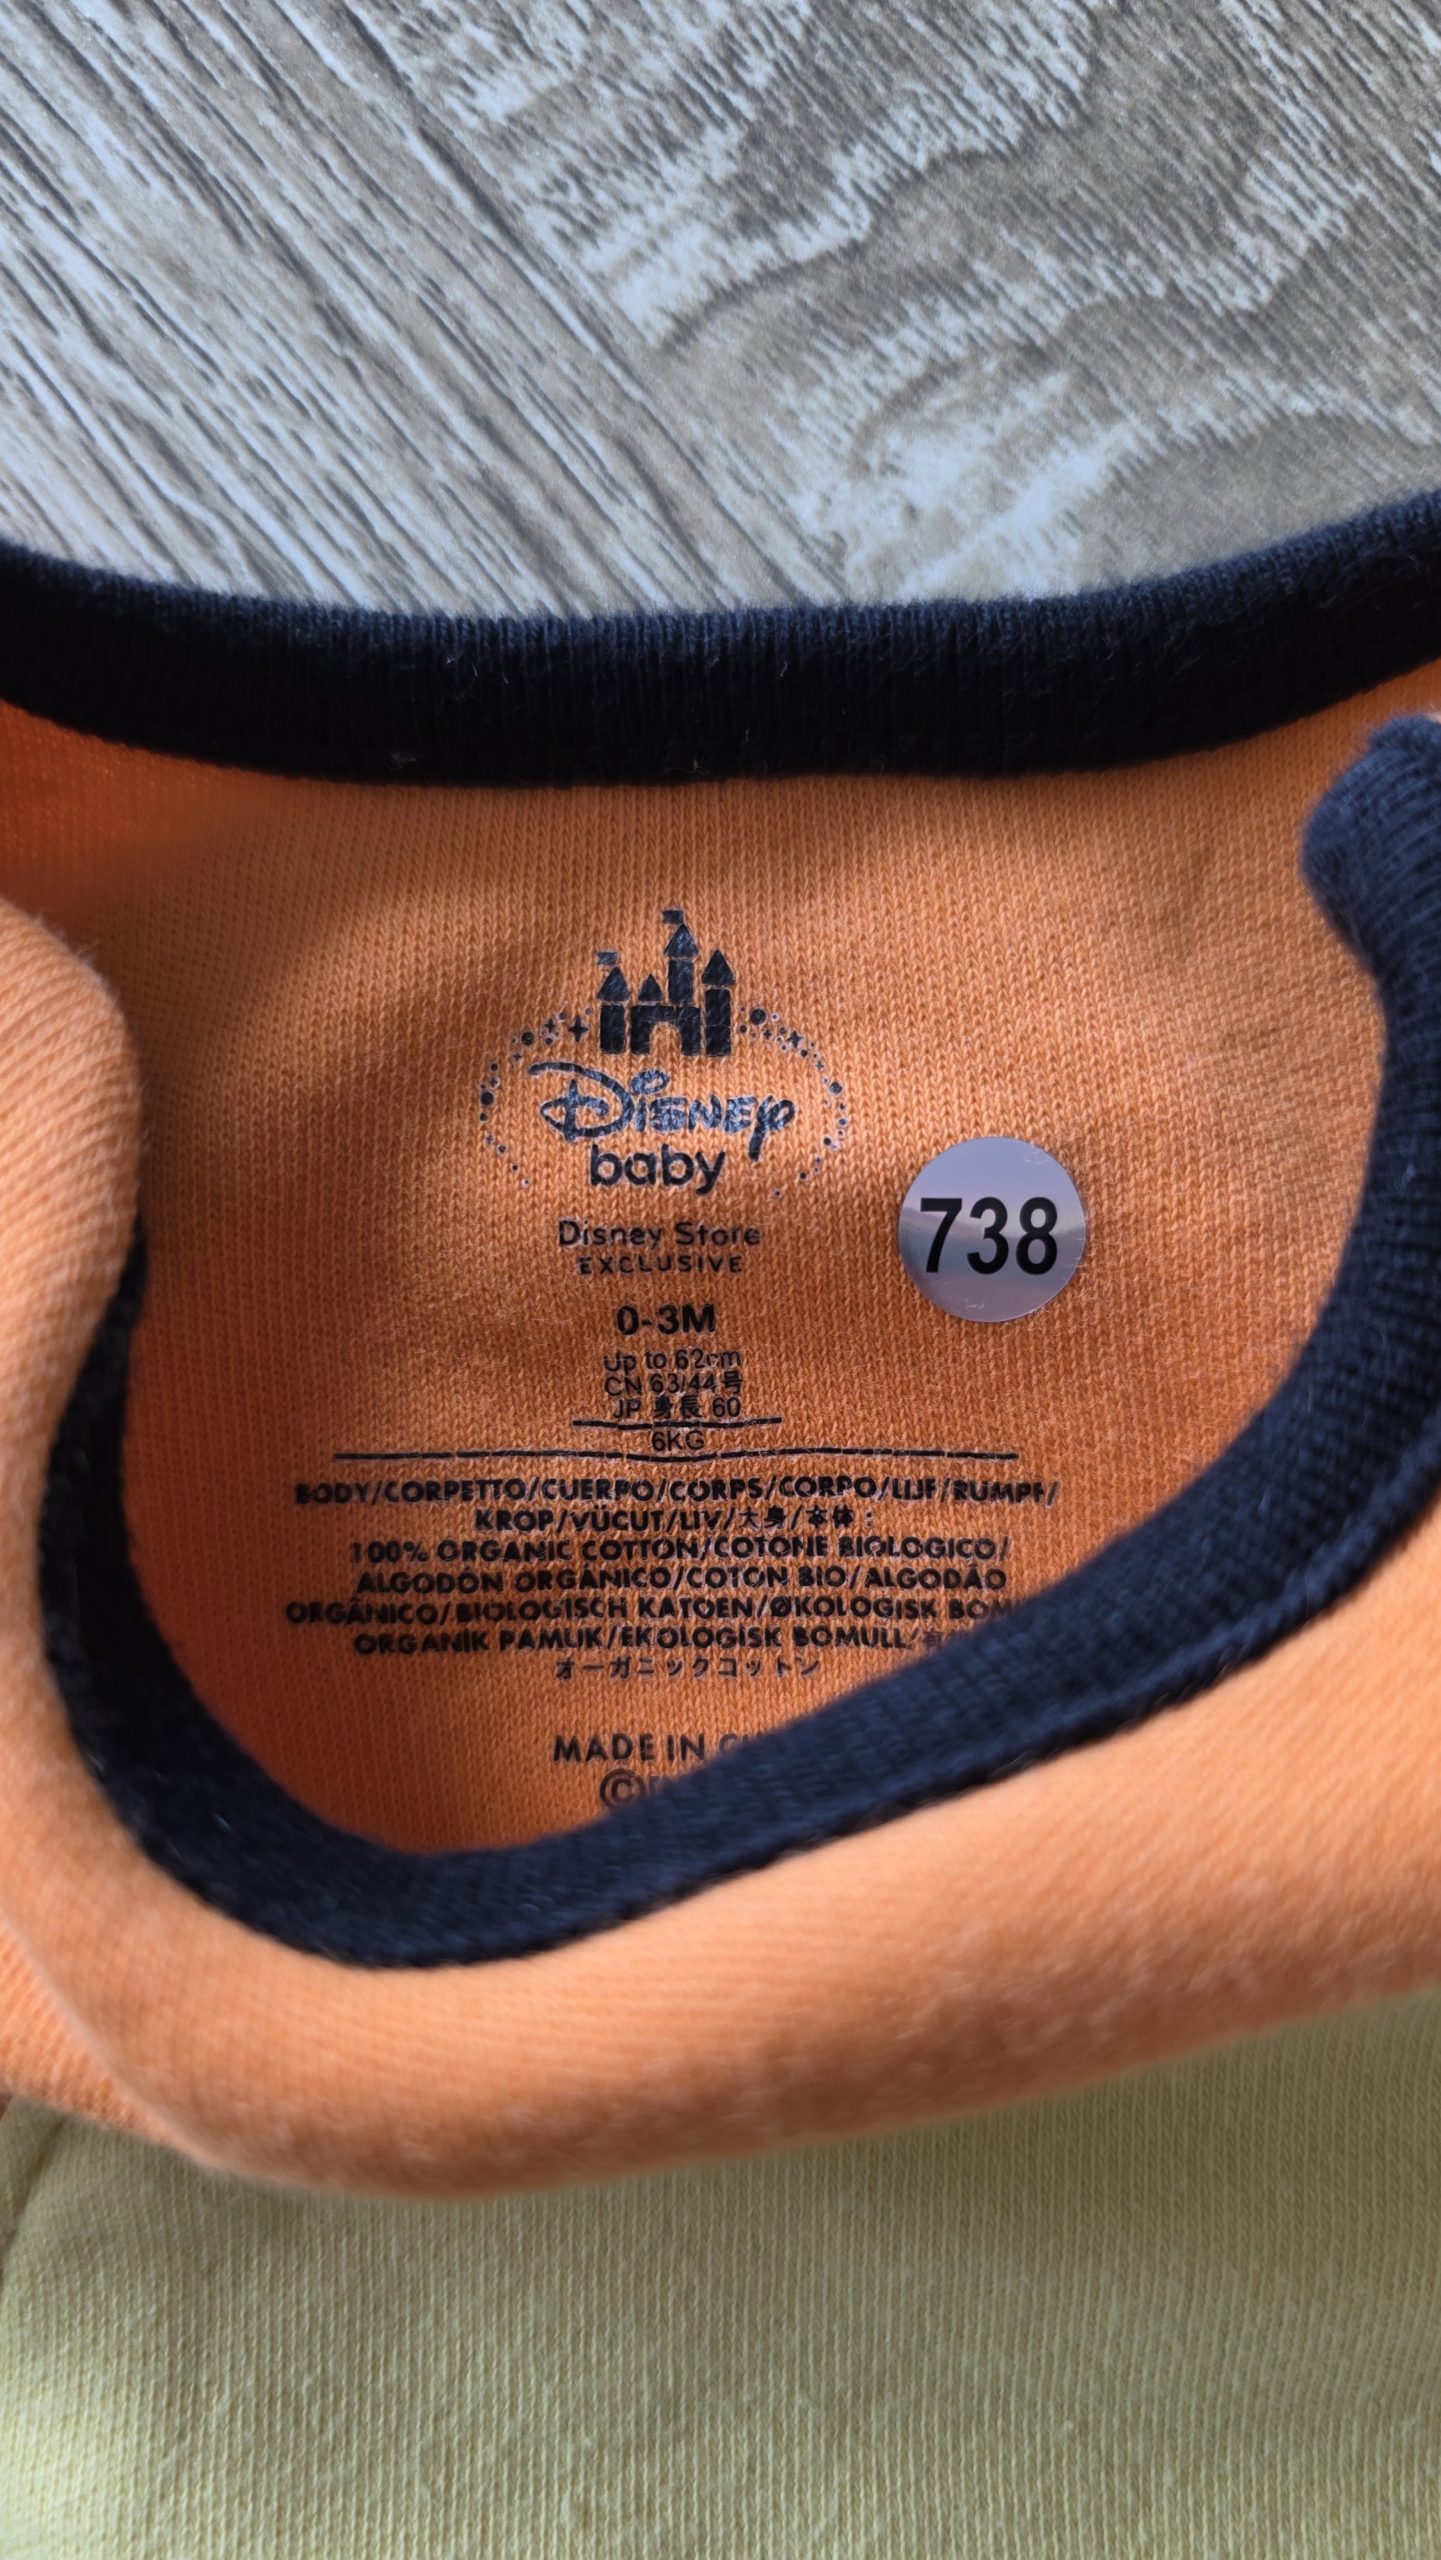 Disney
baby
Disney Store
EXCLUSIVE
738
0-3M
Up to 62cm
CN 63/44号
JP 身長 60
6KG
BODY/CORPETTO/CUERPO/CORPS/CORPO/LIJF/RUMPF/
KROP/VÜCUT/LIV/大身/本体:
100% ORGANIC COTTON/COTONE BIOLOGICO/
ALGODÓN ORGÁNICO/COTON BIO/ALGODÃO
ORGÂNICO/BIOLOGISCH KATOEN/ØKOLOGISK
ORGANİK PAMUK/EKOLOGISK BOMULL/
オーガニックコットン
MADE IN
©